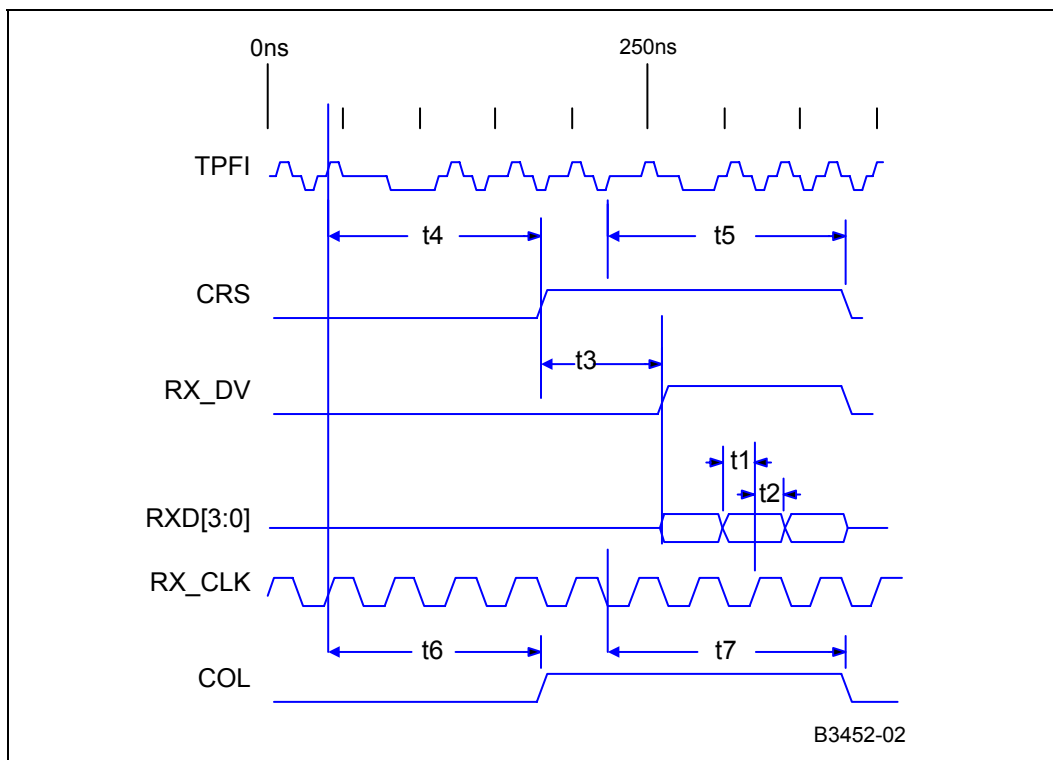 0ns 250ns
TPFI
t4 t5
CRS
t3
RX_DV
t1
t2
RXD[3:0]
RX_CLK
t6 t7
COL
B3452-02